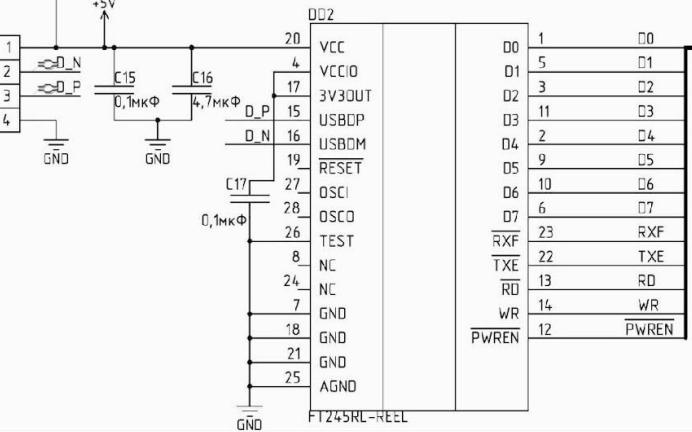 +5V
DD2
1
2 D_N
3 D_P
4
GND
C15
0,1мкФ
C16
4,7мкФ
GND
D_P
D_N
C17
0,1мкФ
GND
20 VCC
4 VCCIO
17 3V3OUT
15 USBDP
16 USBDM
19 RESET
27 OSCI
28 OSCO
26 TEST
8 NC
24 NC
7 GND
18 GND
21 GND
25 AGND
D0 1 D0
D1 5 D1
D2 3 D2
D3 11 D3
D4 2 D4
D5 9 D5
D6 10 D6
D7 6 D7
RXF 23 RXF
TXE 22 TXE
RD 13 RD
WR 14 WR
PWREN 12 PWREN
FT245RL-REEL